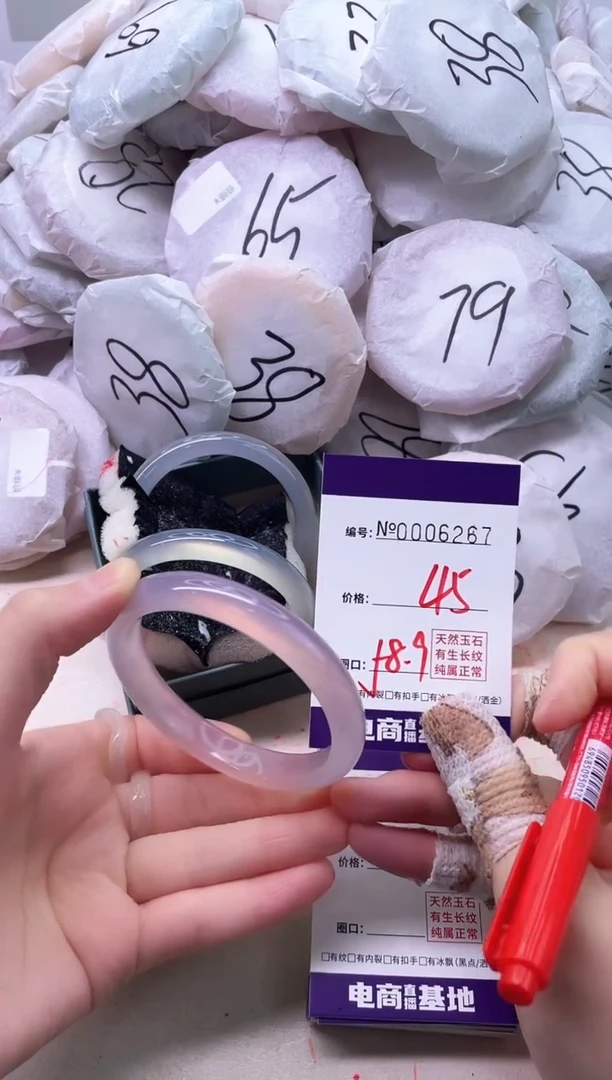 69
38
65
79
38
38
编号: №0006267
价格: 45
圈口: 58.9
天然玉石
有生长纹
纯属正常
电商直播基地
价格:
圈口:
天然玉石
有生长纹
纯属正常
□有纹□有内裂□有扣手□有冰飘(黑点/洒金)
电商直播基地